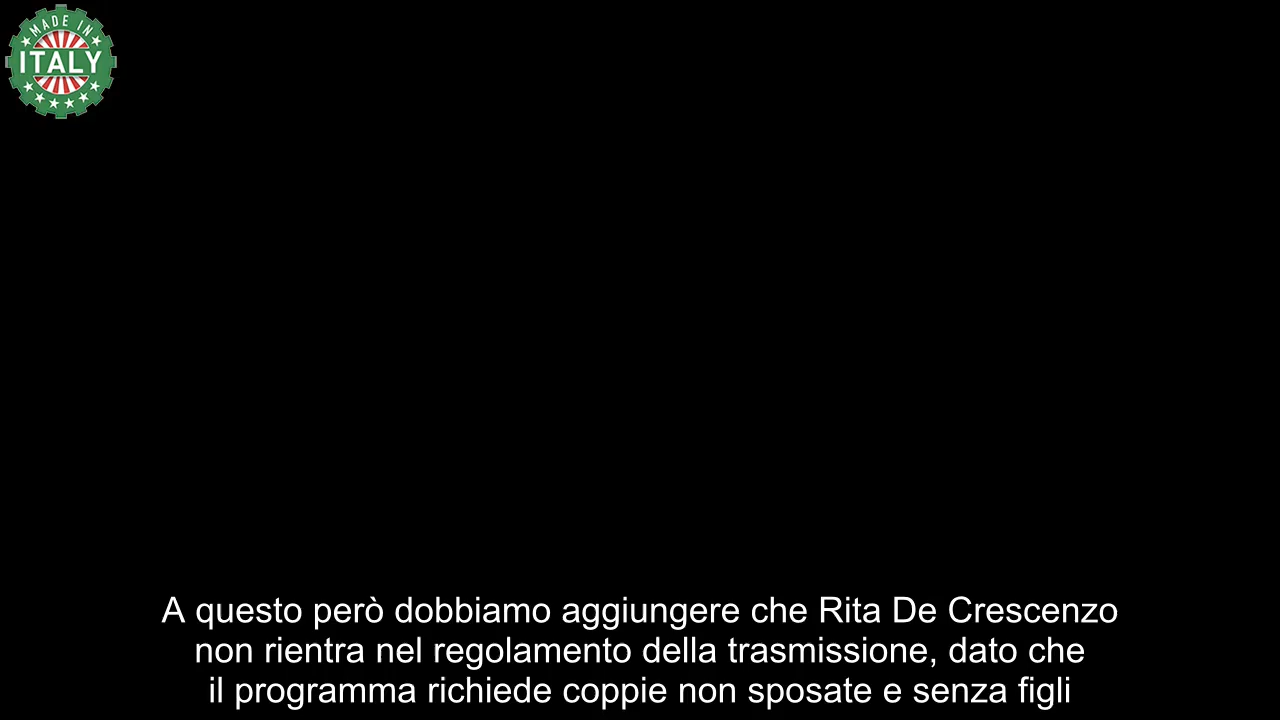 MADE IN
ITALY
A questo però dobbiamo aggiungere che Rita De Crescenzo
non rientra nel regolamento della trasmissione, dato che
il programma richiede coppie non sposate e senza figli